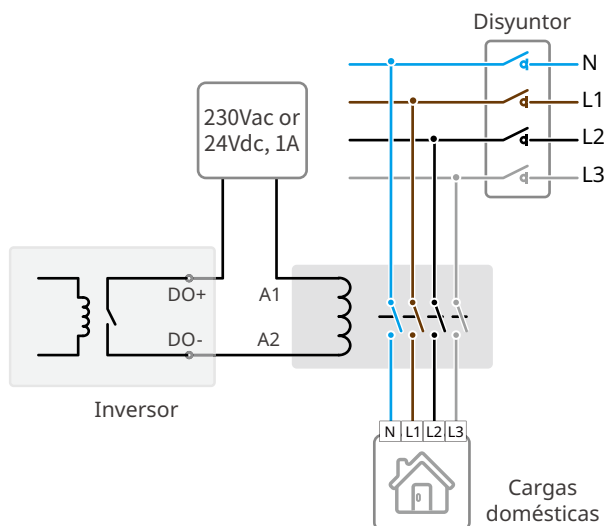 Disyuntor
N
L1
L2
L3
230Vac or
24Vdc, 1A
DO+
A1
DO-
A2
Inversor
N
L1
L2
L3
Cargas
domésticas